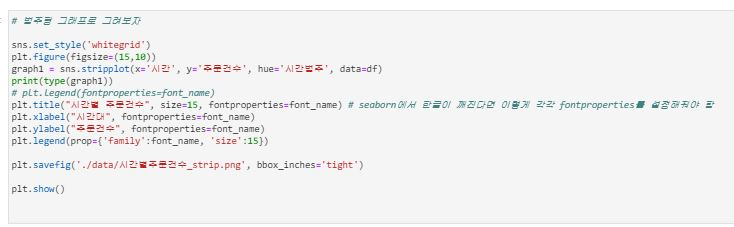 # 범주형 그래프로 그려보자
sns.set_style('whitegrid')
plt.figure(figsize=(15,10))
graph1 = sns.stripplot(x='시간', y='주문건수', hue='시간범주', data=df)
print(type(graph1))
# plt.legend(fontproperties=font_name)
plt.title("시간별 주문건수", size=15, fontproperties=font_name) # seaborn에서 한글이 깨진다면 이렇게 각각 fontproperties를 설정해줘야 함
plt.xlabel("시간대", fontproperties=font_name)
plt.ylabel("주문건수", fontproperties=font_name)
plt.legend(prop={'family':font_name, 'size':15})
plt.savefig('./data/시간별주문건수_strip.png', bbox_inches='tight')
plt.show()